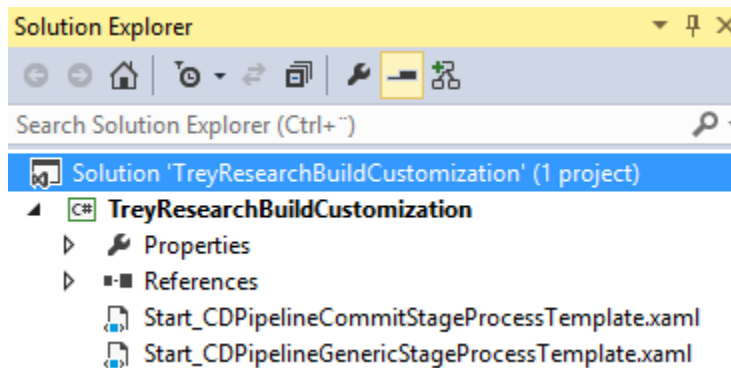 Solution Explorer
Search Solution Explorer (Ctrl+¨)
Solution 'TreyResearchBuildCustomization' (1 project)
C# TreyResearchBuildCustomization
Properties
References
Start_CDPipelineCommitStageProcessTemplate.xaml
Start_CDPipelineGenericStageProcessTemplate.xaml